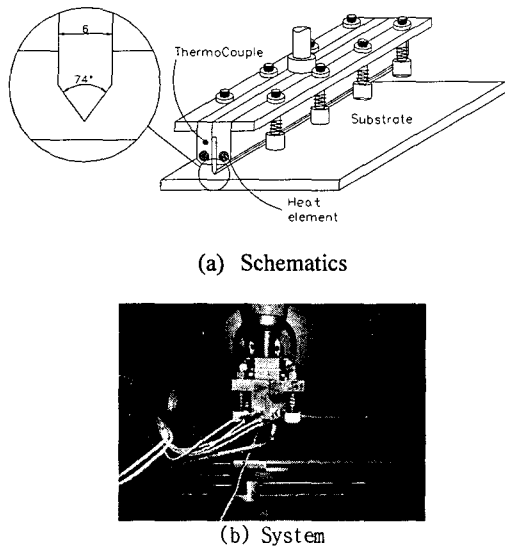 6
74°
ThermoCouple
Substrate
Heat
element
(a) Schematics
(b) System